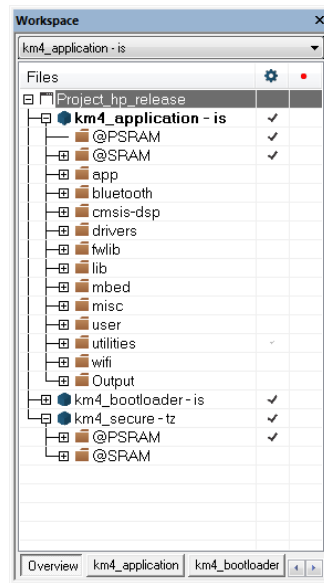 Workspace
km4_application - is
Files
Project_hp_release
km4_application - is
@PSRAM
@SRAM
app
bluetooth
cmsis-dsp
drivers
fwlib
lib
mbed
misc
user
utilities
wifi
Output
km4_bootloader - is
km4_secure - tz
@PSRAM
@SRAM
Overview km4_application km4_bootloader